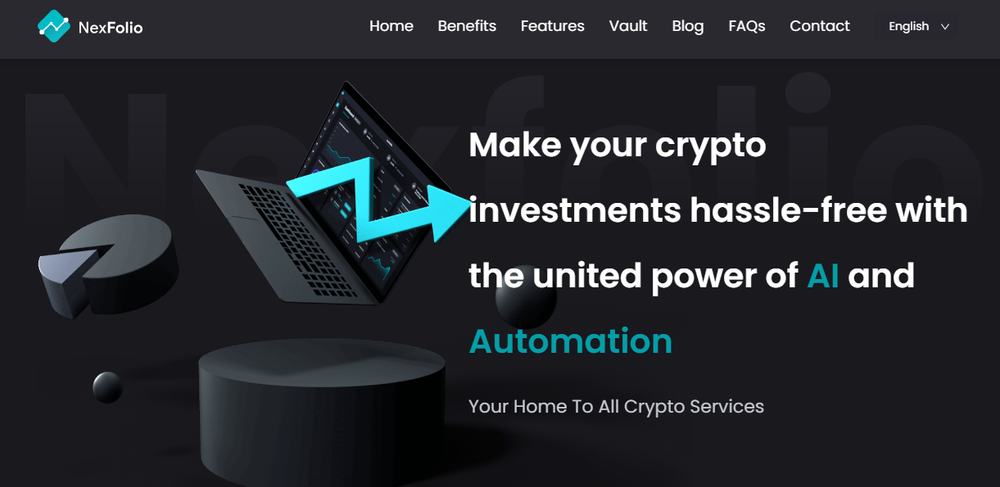 NexFolio
Home Benefits Features Vault Blog FAQs Contact English
Nexfolio
Make your crypto
investments hassle-free with
the united power of AI and
Automation
Your Home To All Crypto Services